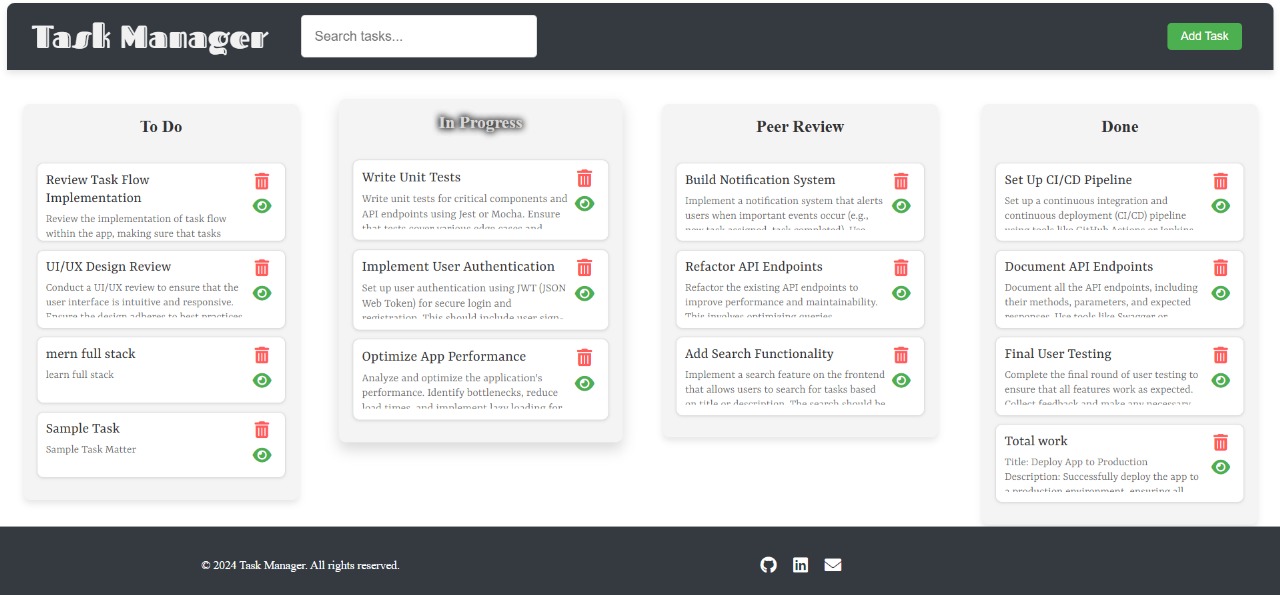 Task Manager
Search tasks...
Add Task
To Do
Review Task Flow
Implementation
Review the implementation of task flow
within the app, making sure that tasks
UI/UX Design Review
Conduct a UI/UX review to ensure that the
user interface is intuitive and responsive.
Ensure the design adheres to best practices
mern full stack
learn full stack
Sample Task
Sample Task Matter
In Progress
Write Unit Tests
Write unit tests for critical components and
API endpoints using Jest or Mocha. Ensure
that tests cover various edge cases and
Implement User Authentication
Set up user authentication using JWT (JSON
Web Token) for secure login and
registration. This should include user sign-
Optimize App Performance
Analyze and optimize the application's
performance. Identify bottlenecks, reduce
load times, and implement lazy loading for
Peer Review
Build Notification System
Implement a notification system that alerts
users when important events occur (e.g.,
new task assigned, task completed). Use
Refactor API Endpoints
Refactor the existing API endpoints to
improve performance and maintainability.
This involves optimizing queries,
Add Search Functionality
Implement a search feature on the frontend
that allows users to search for tasks based
on title or description. The search should be
Done
Set Up CI/CD Pipeline
Set up a continuous integration and
continuous deployment (CI/CD) pipeline
using tools like GitHub Actions or Jenkins
Document API Endpoints
Document all the API endpoints, including
their methods, parameters, and expected
responses. Use tools like Swagger or
Final User Testing
Complete the final round of user testing to
ensure that all features work as expected.
Collect feedback and make any necessary
Total work
Title: Deploy App to Production
Description: Successfully deploy the app to
a production environment, ensuring all
© 2024 Task Manager. All rights reserved.